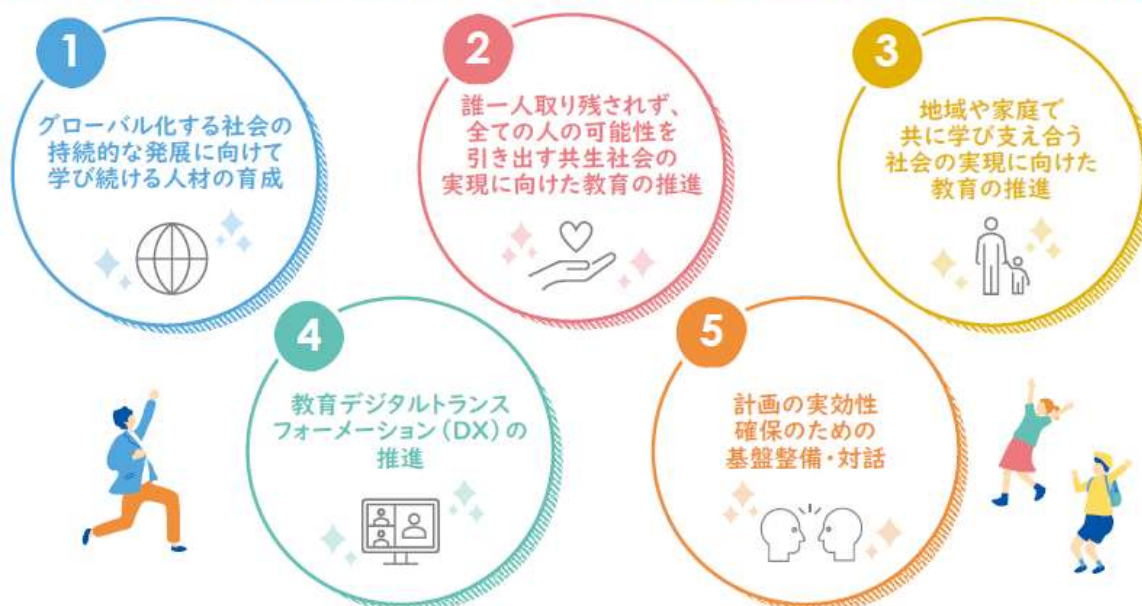 1
グローバル化する社会の
持続的な発展に向けて
学び続ける人材の育成
2
誰一人取り残されず、
全ての人の可能性を
引き出す共生社会の
実現に向けた教育の推進
3
地域や家庭で
共に学び支え合う
社会の実現に向けた
教育の推進
4
教育デジタルトランス
フォーメーション(DX)の
推進
5
計画の実効性
確保のための
基盤整備・対話